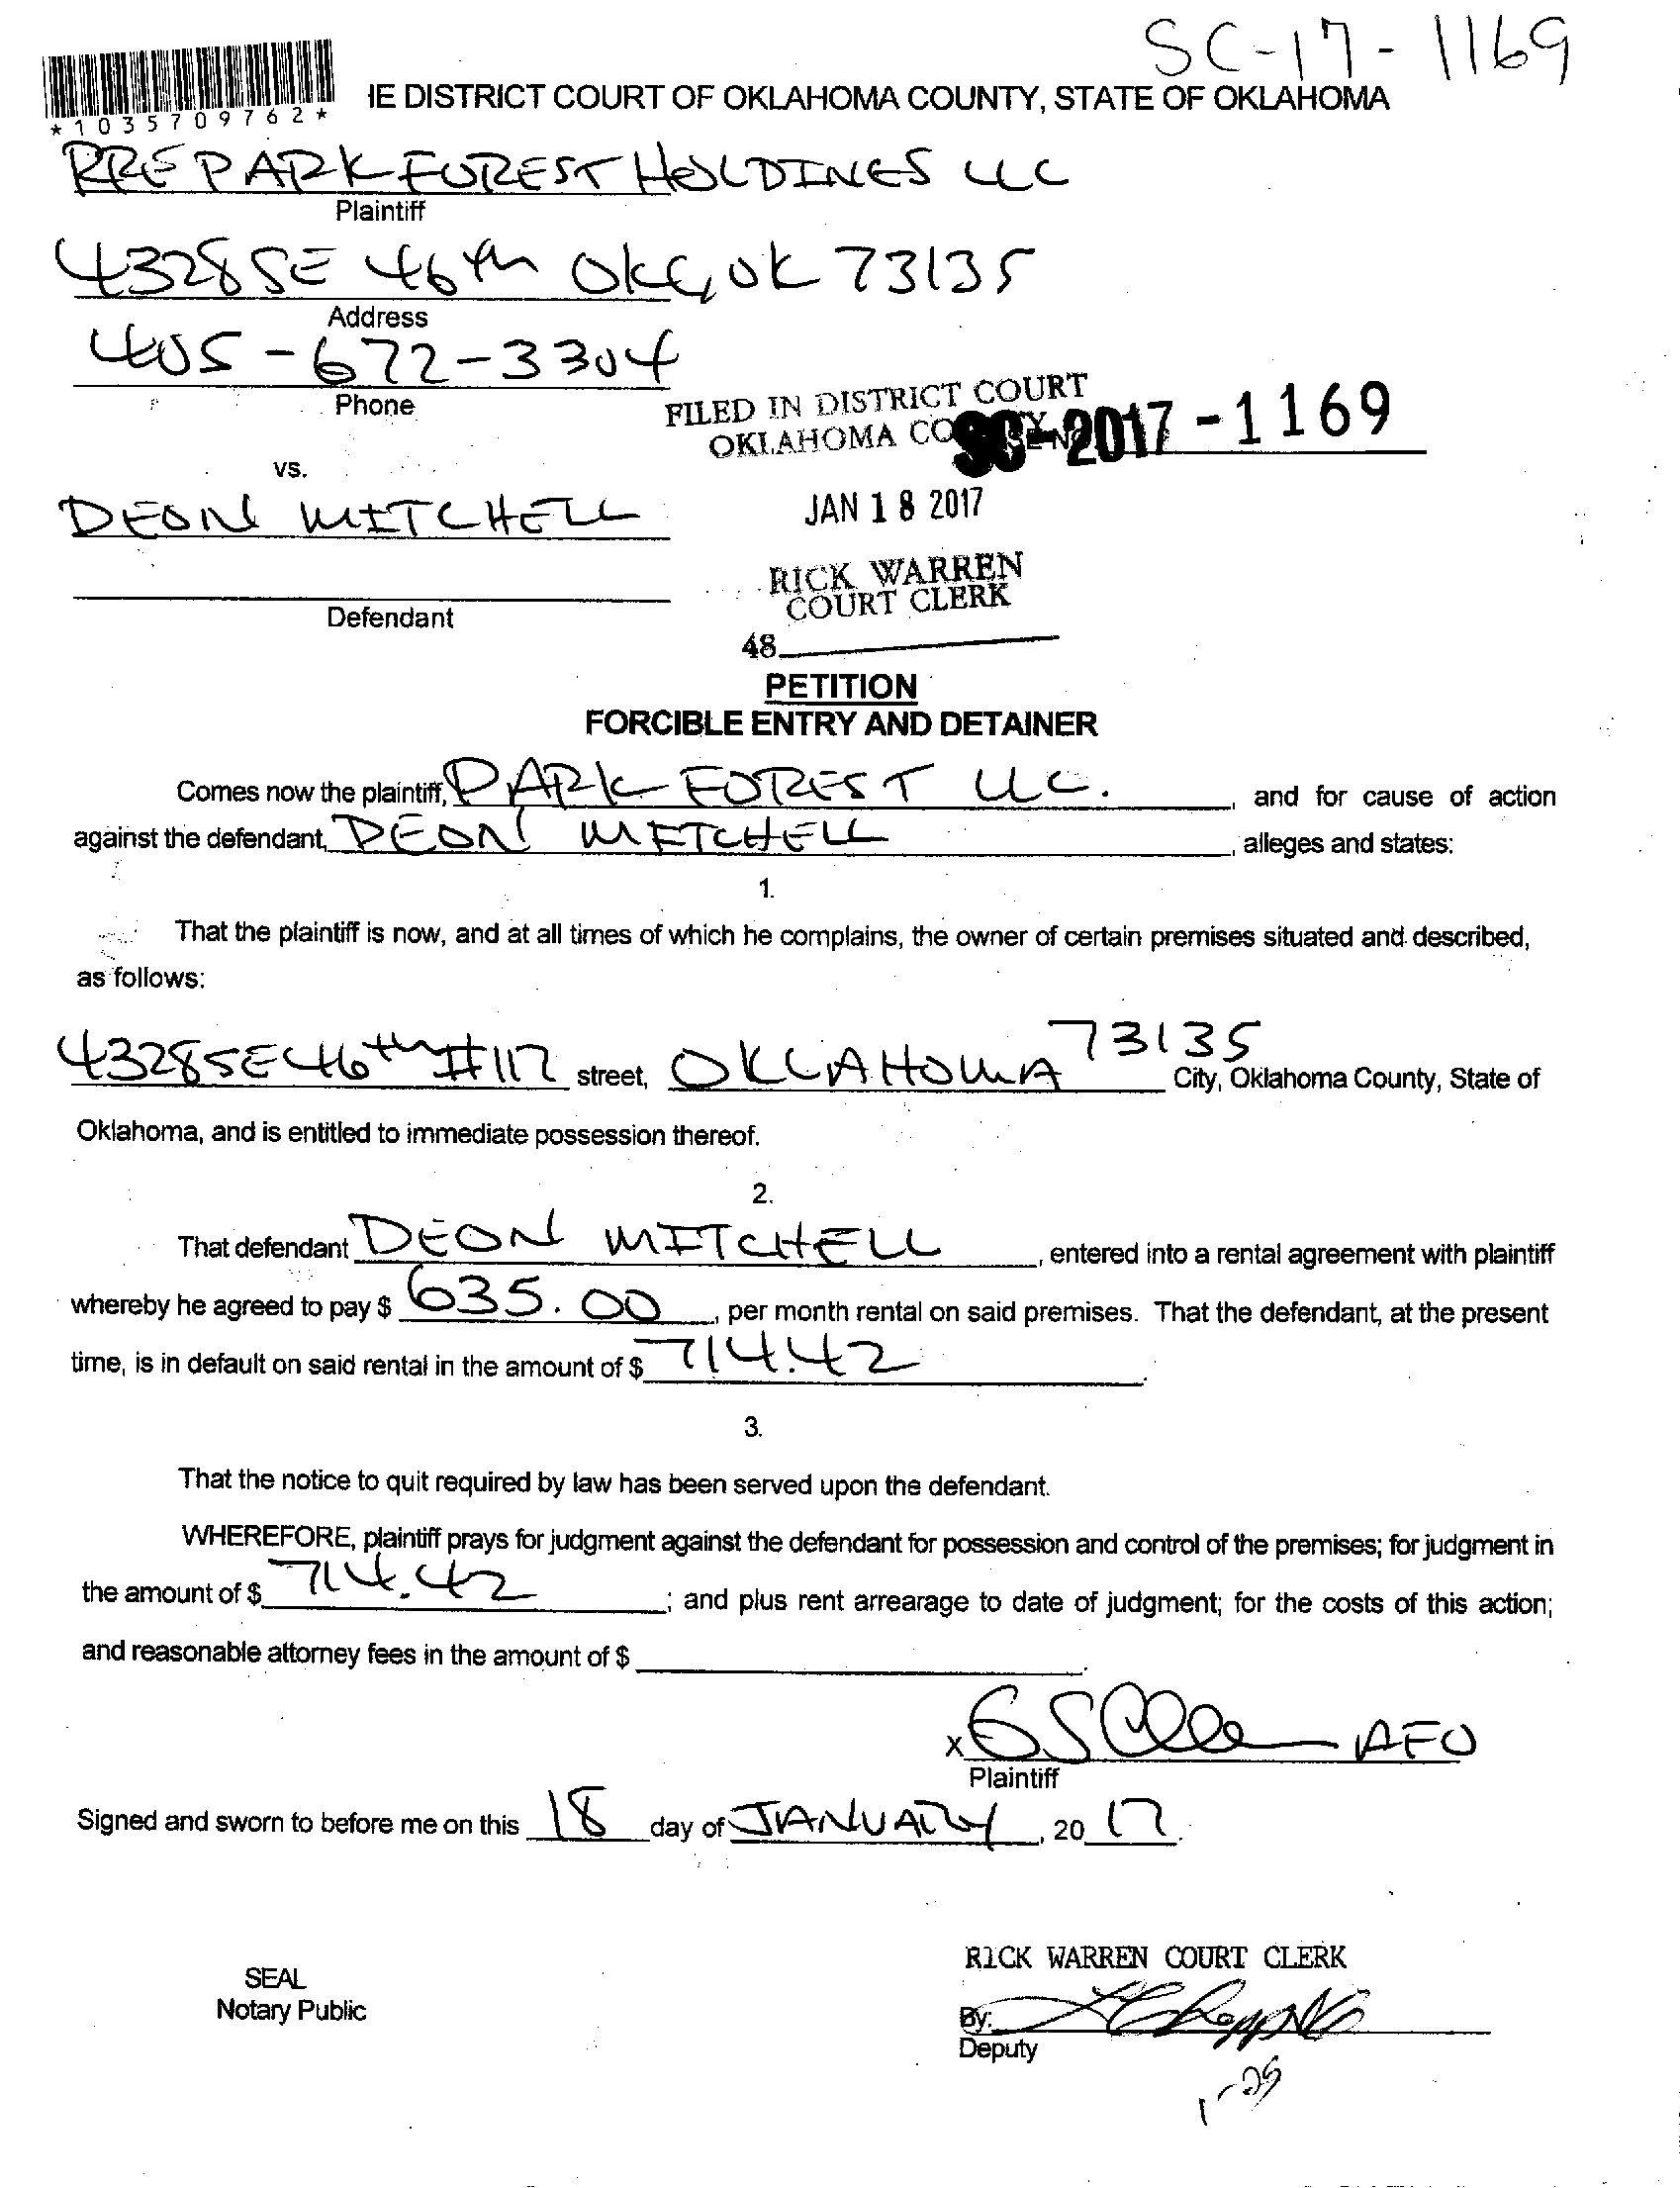 SC-17-1169
*1035709762*
IE DISTRICT COURT OF OKLAHOMA COUNTY, STATE OF OKLAHOMA
RRE PARK FOREST HOLDINGS LLC
Plaintiff
4328 SE 46th OKC, OK 73135
Address
405-672-3304
Phone
FILED IN DISTRICT COURT
OKLAHOMA
SC-2017-1169
vs.
DEON MITCHELL
JAN 18 2017
RICK WARREN
COURT CLERK
Defendant
48
PETITION
FORCIBLE ENTRY AND DETAINER
Comes now the plaintiff, PARK FOREST LLC. , and for cause of action
against the defendant, DEON MITCHELL , alleges and states:
1.
That the plaintiff is now, and at all times of which he complains, the owner of certain premises situated and described,
as follows:
4328 SE 46th #117 street, OKLAHOMA 73135 City, Oklahoma County, State of
Oklahoma, and is entitled to immediate possession thereof.
2.
That defendant DEON MITCHELL , entered into a rental agreement with plaintiff
whereby he agreed to pay $ 635.00 , per month rental on said premises. That the defendant, at the present
time, is in default on said rental in the amount of $ 714.42 .
3.
That the notice to quit required by law has been served upon the defendant.
WHEREFORE, plaintiff prays for judgment against the defendant for possession and control of the premises; for judgment in
the amount of $ 714.42 ; and plus rent arrearage to date of judgment; for the costs of this action;
and reasonable attorney fees in the amount of $ .
x AFO
Plaintiff
Signed and sworn to before me on this 18 day of JANUARY , 20 17.
RICK WARREN COURT CLERK
SEAL
Notary Public
By:
Deputy
1-25